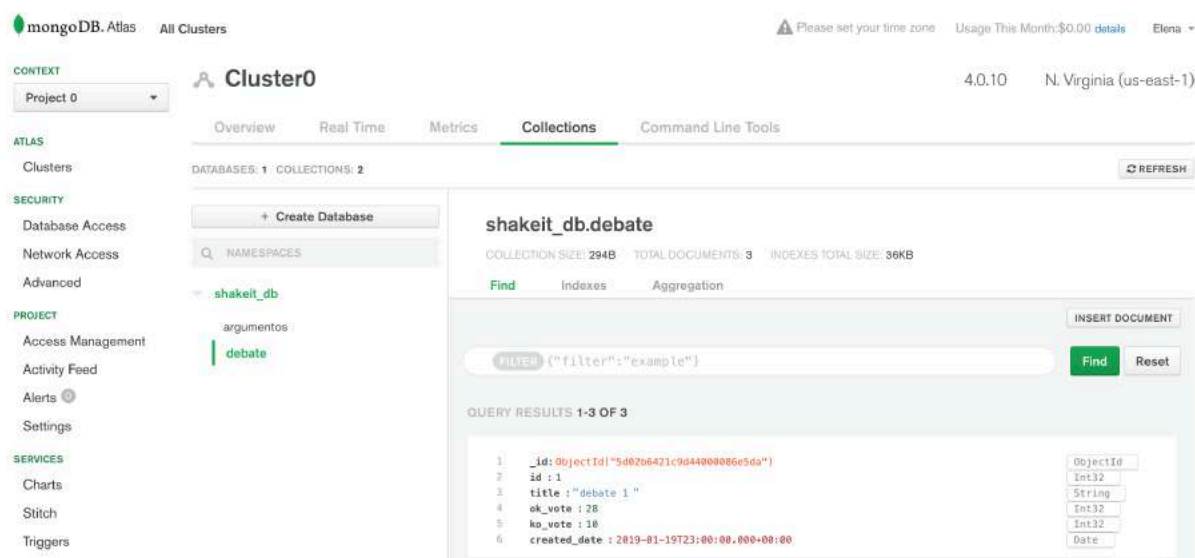 mongoDB. Atlas All Clusters Please set your time zone Usage This Month:$0.00 details Elena
CONTEXT
Project 0
Cluster0 4.0.10 N. Virginia (us-east-1)
Overview Real Time Metrics Collections Command Line Tools
ATLAS
Clusters
DATABASES: 1 COLLECTIONS: 2 REFRESH
SECURITY
Database Access
Network Access
Advanced
PROJECT
Access Management
Activity Feed
Alerts 0
Settings
SERVICES
Charts
Stitch
Triggers
+ Create Database
NAMESPACES
shakeit_db
argumentos
debate
shakeit_db.debate
COLLECTION SIZE: 294B TOTAL DOCUMENTS: 3 INDEXES TOTAL SIZE: 36KB
Find Indexes Aggregation
INSERT DOCUMENT
FILTER {"filter":"example"} Find Reset
QUERY RESULTS 1-3 OF 3
1 _id:ObjectId("5d02b6421c9d44000086e5da") ObjectId
2 id : 1 Int32
3 title : "debate 1 " String
4 ok_vote : 28 Int32
5 ko_vote : 10 Int32
6 created_date : 2019-01-19T23:00:00.000+00:00 Date